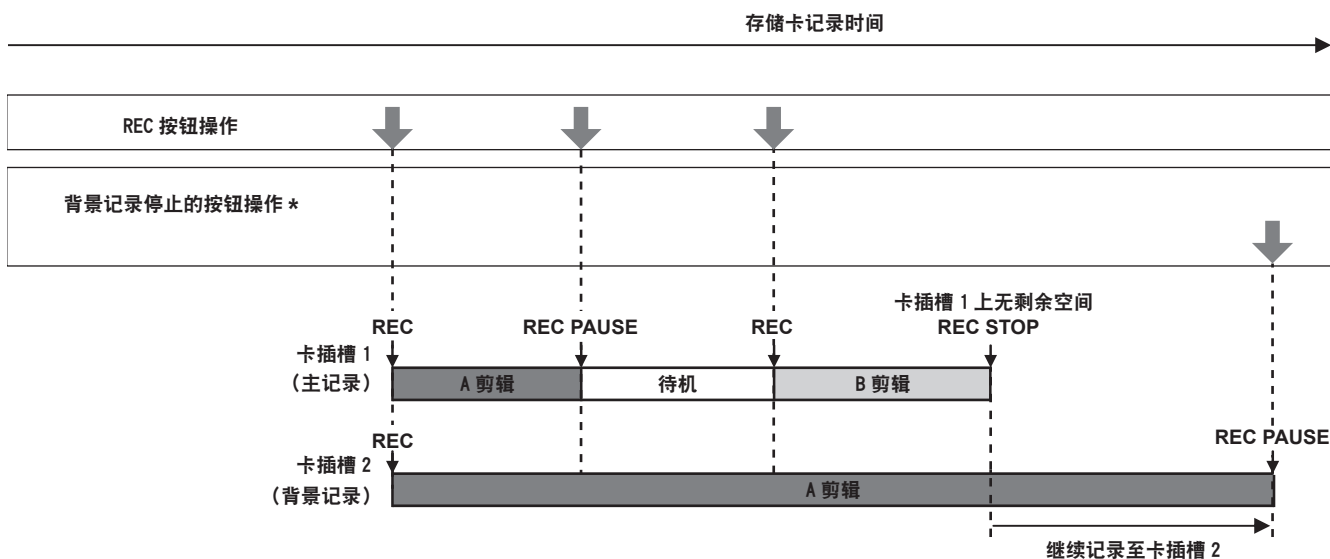 存储卡记录时间
REC 按钮操作
背景记录停止的按钮操作 *
卡插槽 1 上无剩余空间
REC REC PAUSE REC REC STOP
卡插槽 1
（主记录）
A 剪辑 待机 B 剪辑
REC REC PAUSE
卡插槽 2
（背景记录）
A 剪辑
继续记录至卡插槽 2